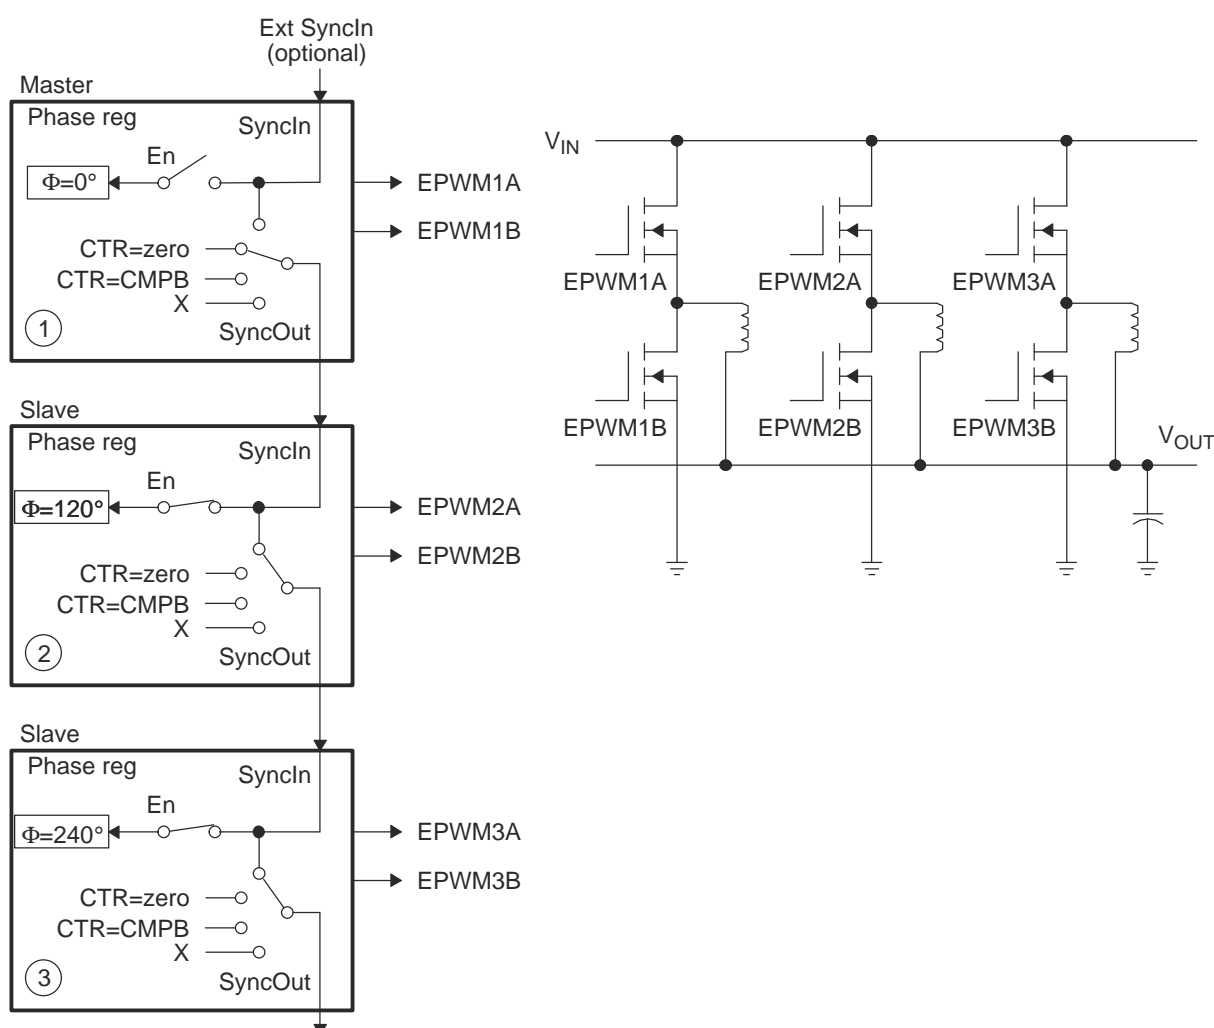 Ext SyncIn
(optional)
Master
Phase reg
SyncIn
En
Φ=0°
EPWM1A
EPWM1B
CTR=zero
CTR=CMPB
X
1
SyncOut
Slave
Phase reg
SyncIn
En
Φ=120°
EPWM2A
EPWM2B
CTR=zero
CTR=CMPB
X
2
SyncOut
Slave
Phase reg
SyncIn
En
Φ=240°
EPWM3A
EPWM3B
CTR=zero
CTR=CMPB
X
3
SyncOut
VIN
EPWM1A
EPWM2A
EPWM3A
EPWM1B
EPWM2B
EPWM3B
VOUT